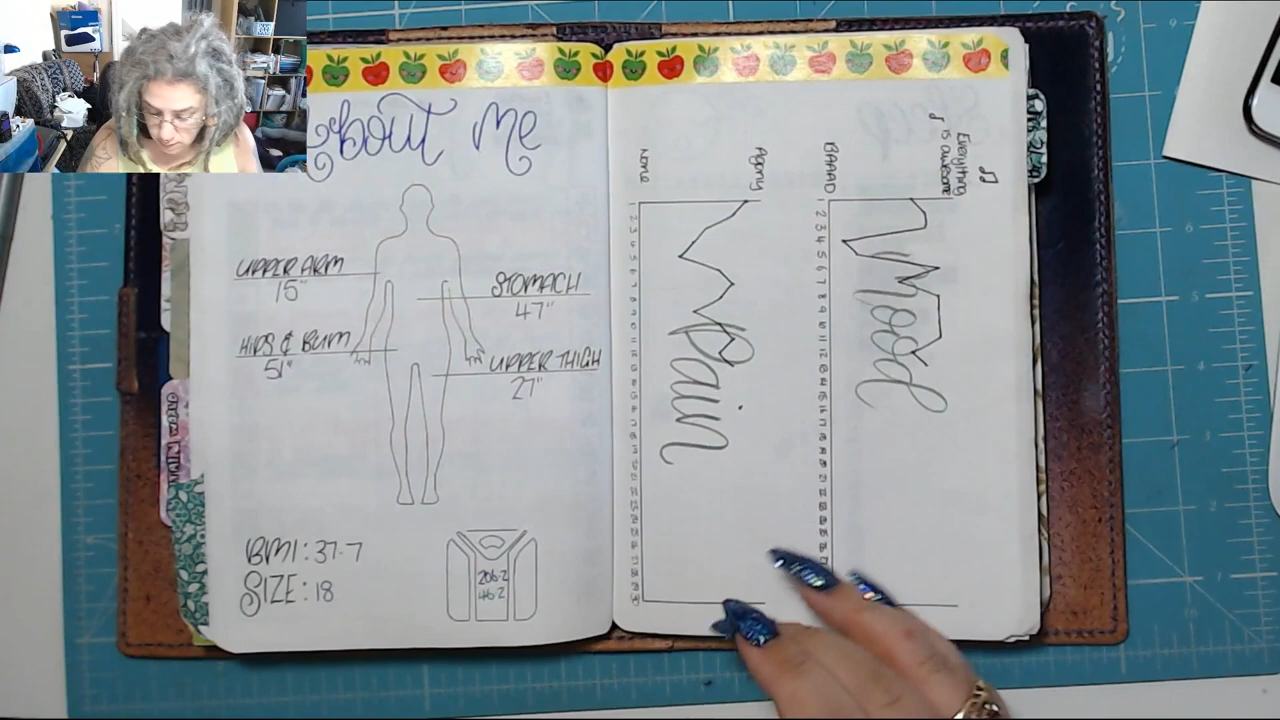 About Me
UPPER ARM
15"
STOMACH
47"
HIPS & BUM
51"
UPPER THIGH
27"
BMI: 37.7
SIZE: 18
206.2
46.2
♫ Everything
is awesome ♪
BAAAD
Mood
Agony
None
Pain